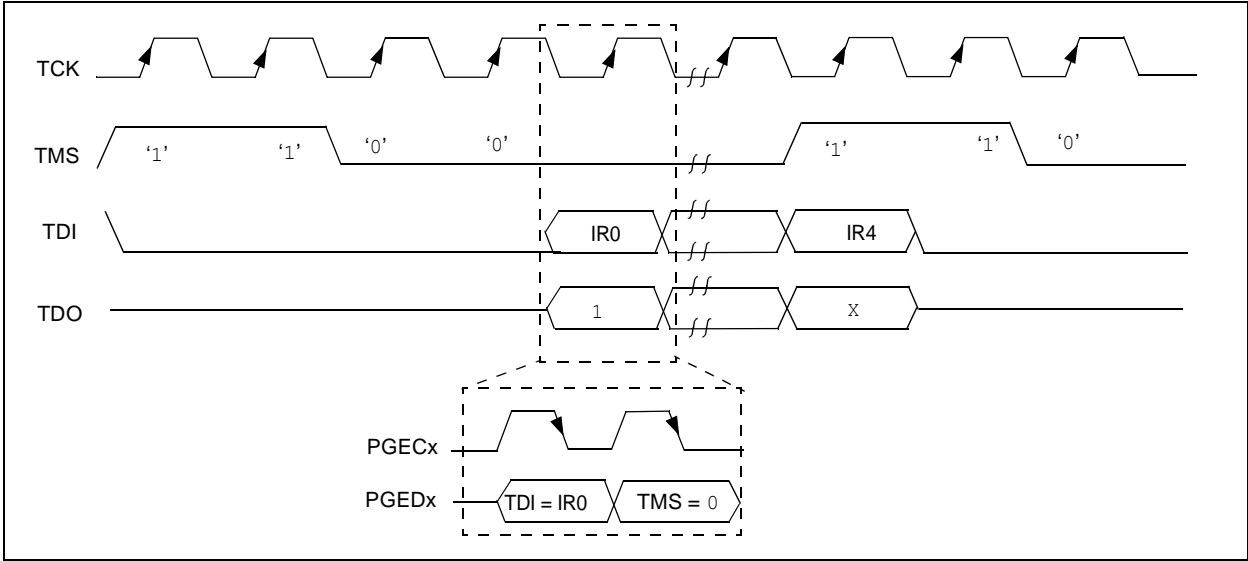 TCK
TMS ‘1’ ‘1’ ‘0’ ‘0’ ‘1’ ‘1’ ‘0’
TDI IR0 IR4
TDO 1 X
PGECx
PGEDx TDI = IR0 TMS = 0